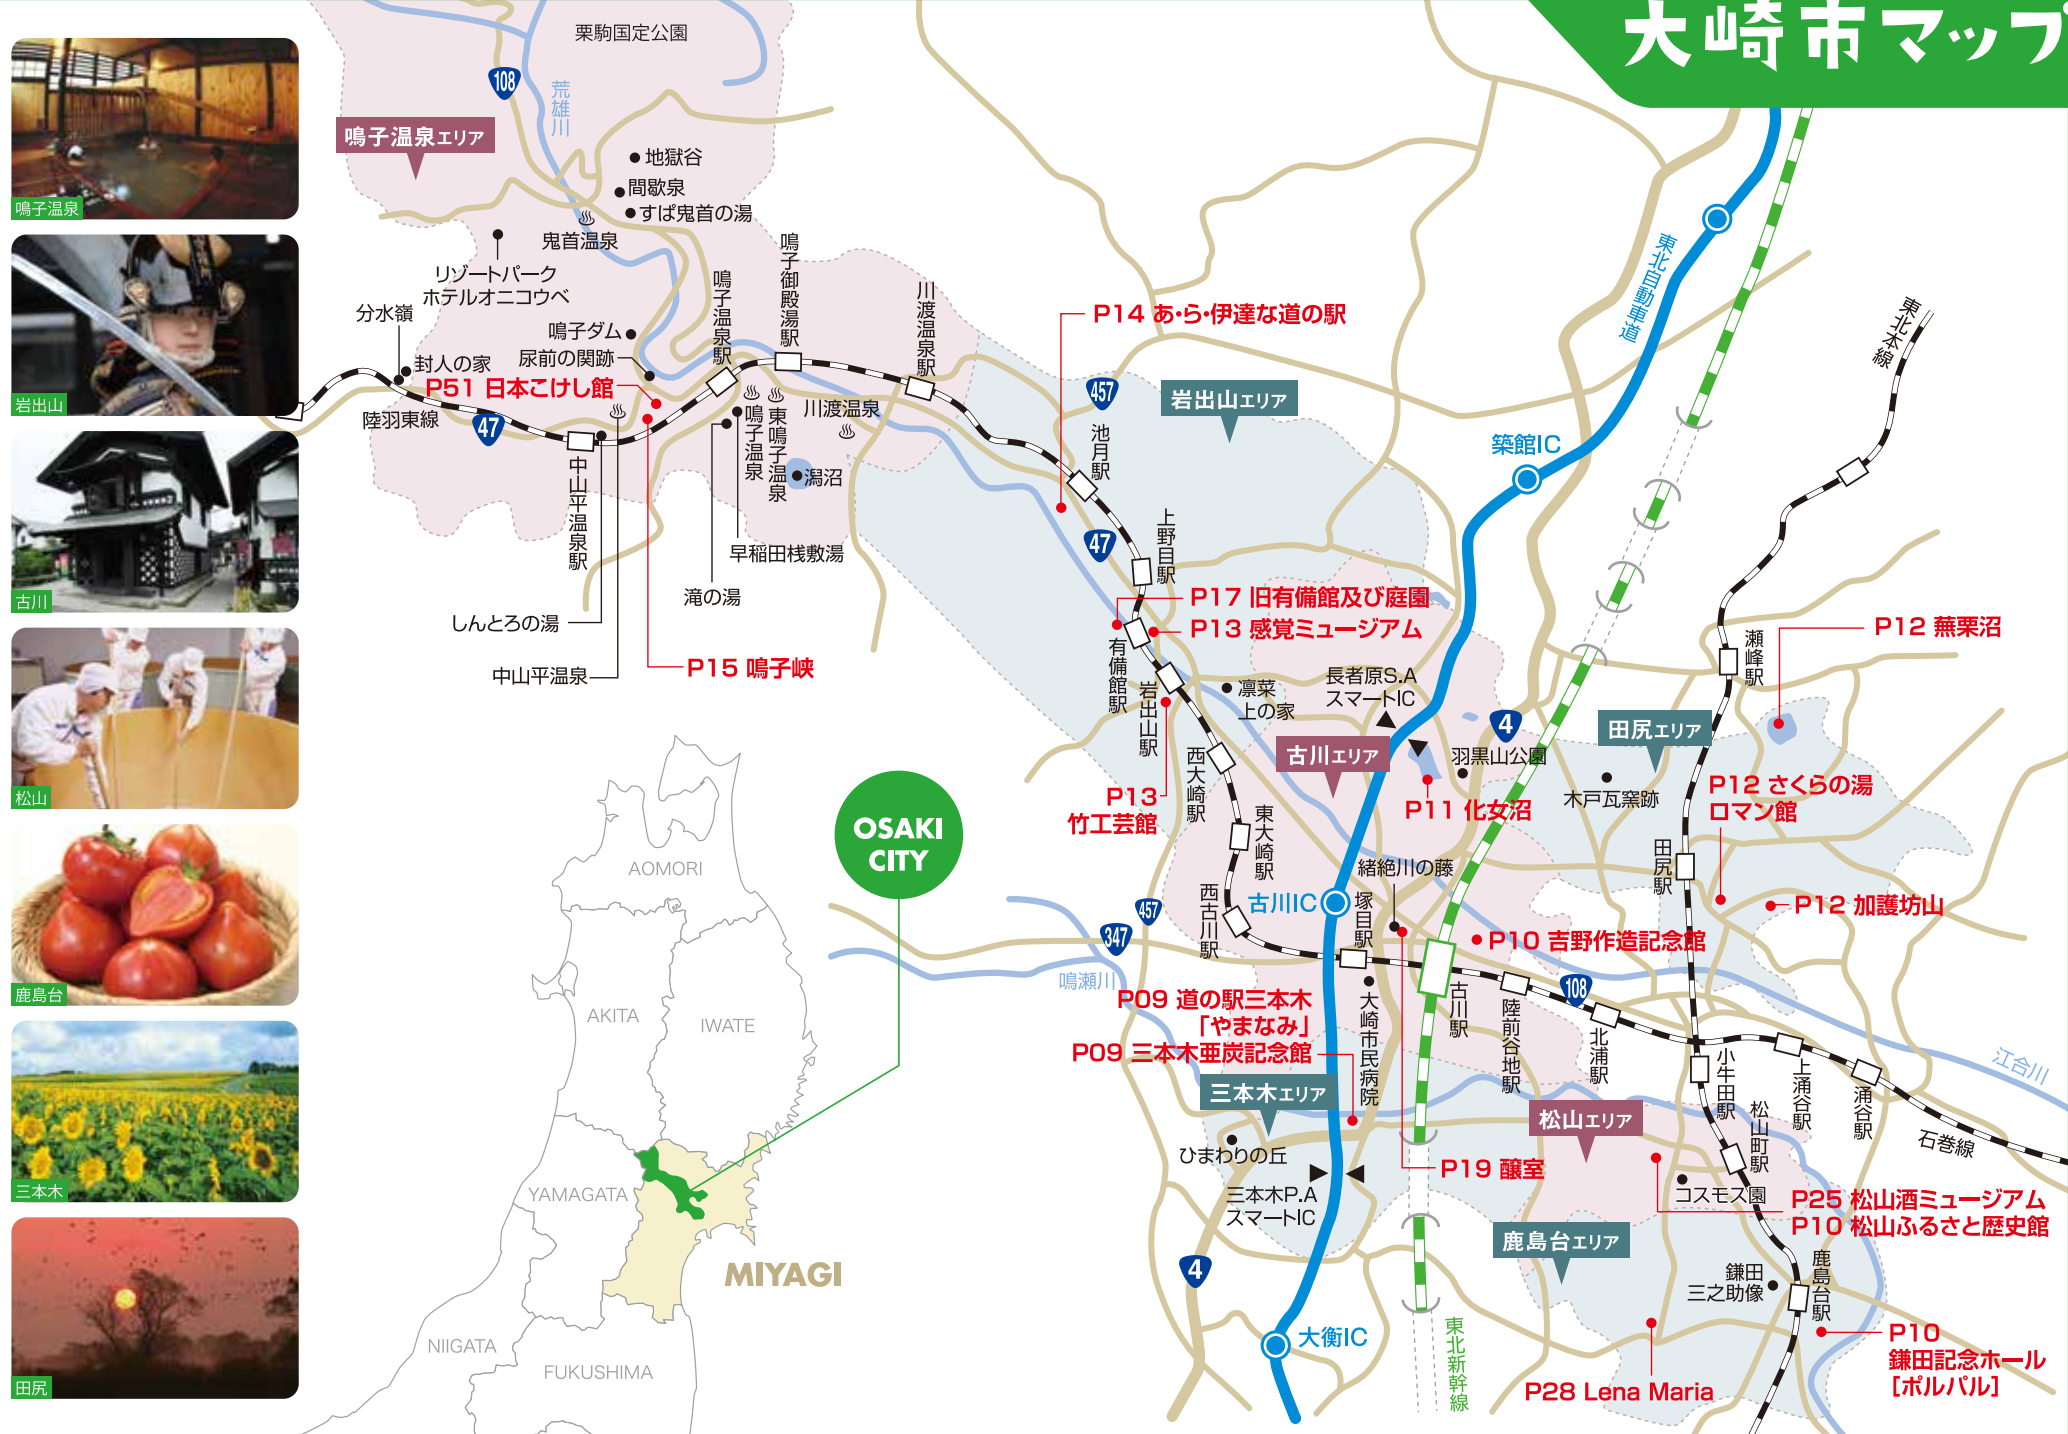 大崎市マップ
鳴子温泉
岩出山
古川
松山
鹿島台
三本木
田尻
栗駒国定公園
108
荒雄川
鳴子温泉エリア
地獄谷
間歇泉
すぱ鬼首の湯
鬼首温泉
リゾートパーク
ホテルオニコウベ
分水嶺
封人の家
鳴子ダム
尿前の関跡
P51 日本こけし館
陸羽東線
47
鳴子温泉駅
鳴子御殿湯駅
川渡温泉駅
川渡温泉
鳴子温泉
東鳴子温泉
潟沼
中山平温泉駅
早稲田桟敷湯
滝の湯
しんとろの湯
中山平温泉
P15 鳴子峡
P14 あ・ら・伊達な道の駅
457
岩出山エリア
池月駅
47
上野目駅
P17 旧有備館及び庭園
P13 感覚ミュージアム
有備館駅
岩出山駅
凛菜
上の家
P13
竹工芸館
西大崎駅
東大崎駅
西古川駅
東北自動車道
東北本線
築館IC
長者原S.A
スマートIC
古川エリア
4
羽黒山公園
P11 化女沼
田尻エリア
木戸瓦窯跡
瀬峰駅
P12 蕪栗沼
P12 さくらの湯
ロマン館
田尻駅
P12 加護坊山
緒絶川の藤
古川IC
塚目駅
P10 吉野作造記念館
457
347
鳴瀬川
P09 道の駅三本木
「やまなみ」
P09 三本木亜炭記念館
大崎市民病院
古川駅
陸前谷地駅
108
北浦駅
小牛田駅
上涌谷駅
涌谷駅
江合川
石巻線
三本木エリア
ひまわりの丘
三本木P.A
スマートIC
P19 醸室
松山エリア
松山町駅
コスモス園
P25 松山酒ミュージアム
P10 松山ふるさと歴史館
鹿島台エリア
鎌田
三之助像
鹿島台駅
4
大衡IC
東北新幹線
P28 Lena Maria
P10
鎌田記念ホール
［ポルパル］
OSAKI
CITY
AOMORI
AKITA
IWATE
YAMAGATA
MIYAGI
NIIGATA
FUKUSHIMA